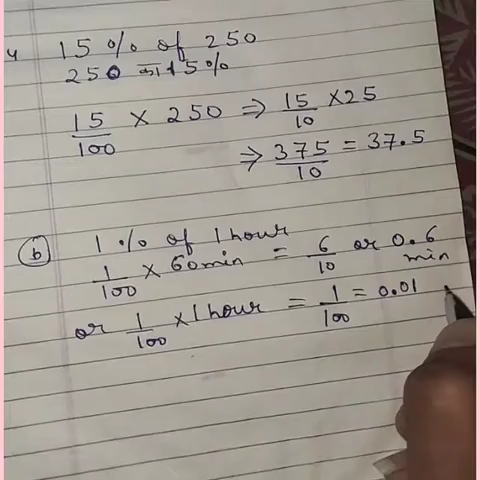 y 15 % of 250
250 का 15 %
15/100 × 250 ⇒ 15/10 × 25
⇒ 375/10 = 37.5
(b) 1 % of 1 hour
1/100 × 60 min = 6/10 or 0.6 min
or 1/100 × 1 hour = 1/100 = 0.01